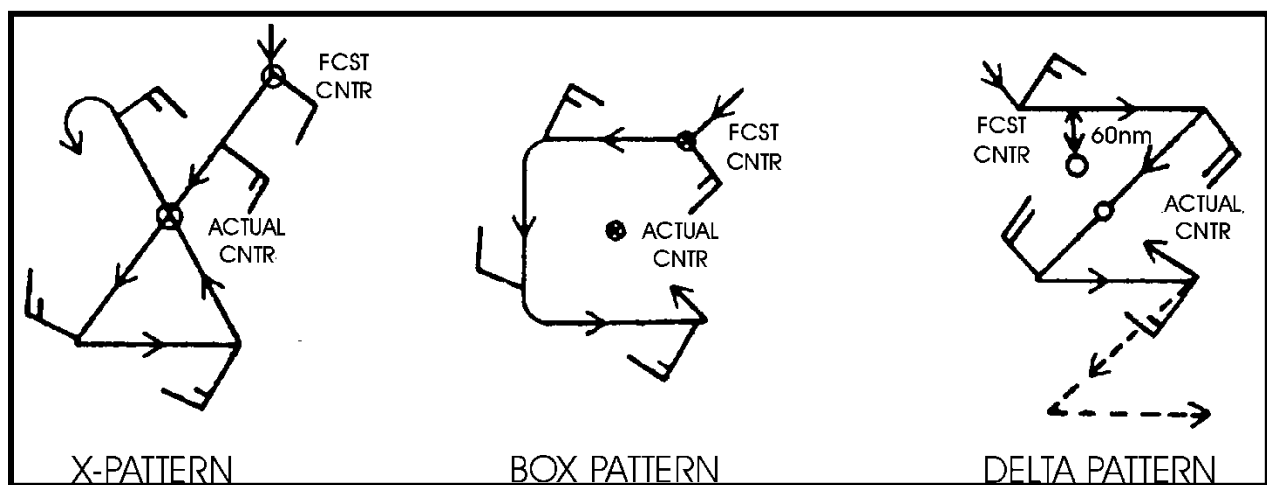 FCST
CNTR
ACTUAL
CNTR
X-PATTERN
FCST
CNTR
ACTUAL
CNTR
BOX PATTERN
FCST
CNTR
60nm
ACTUAL
CNTR
DELTA PATTERN